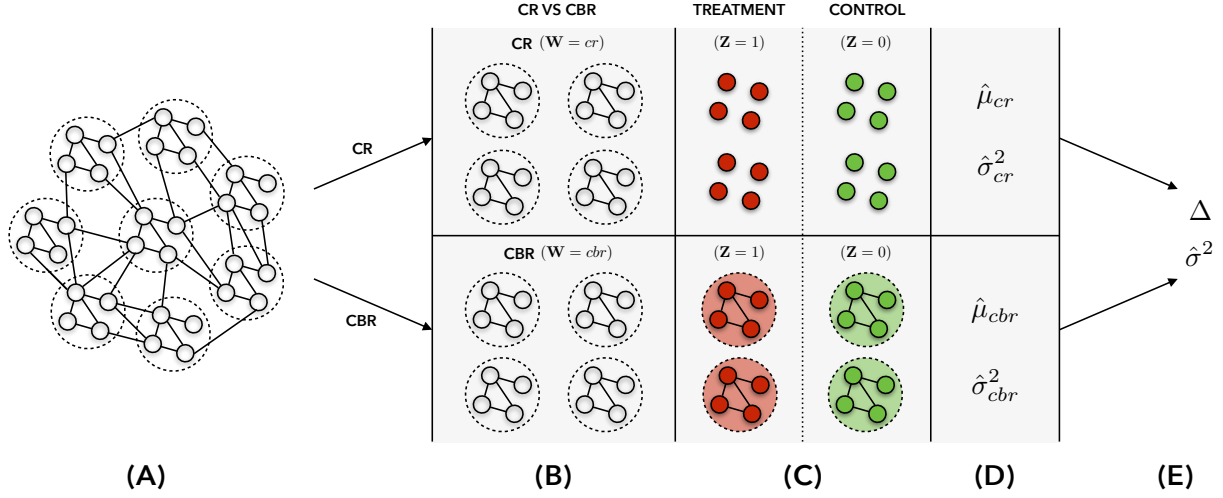 CR VS CBR
TREATMENT
CONTROL
CR (W = cr)
(Z = 1)
(Z = 0)
CR
μ̂_cr
σ̂²_cr
Δ
σ̂²
CBR (W = cbr)
(Z = 1)
(Z = 0)
CBR
μ̂_cbr
σ̂²_cbr
(A)
(B)
(C)
(D)
(E)